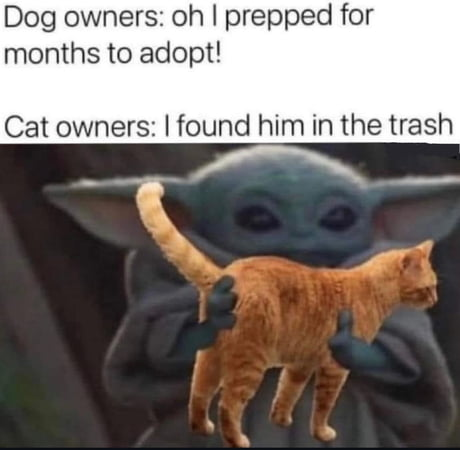 Dog owners: oh I prepped for
months to adopt!
Cat owners: I found him in the trash